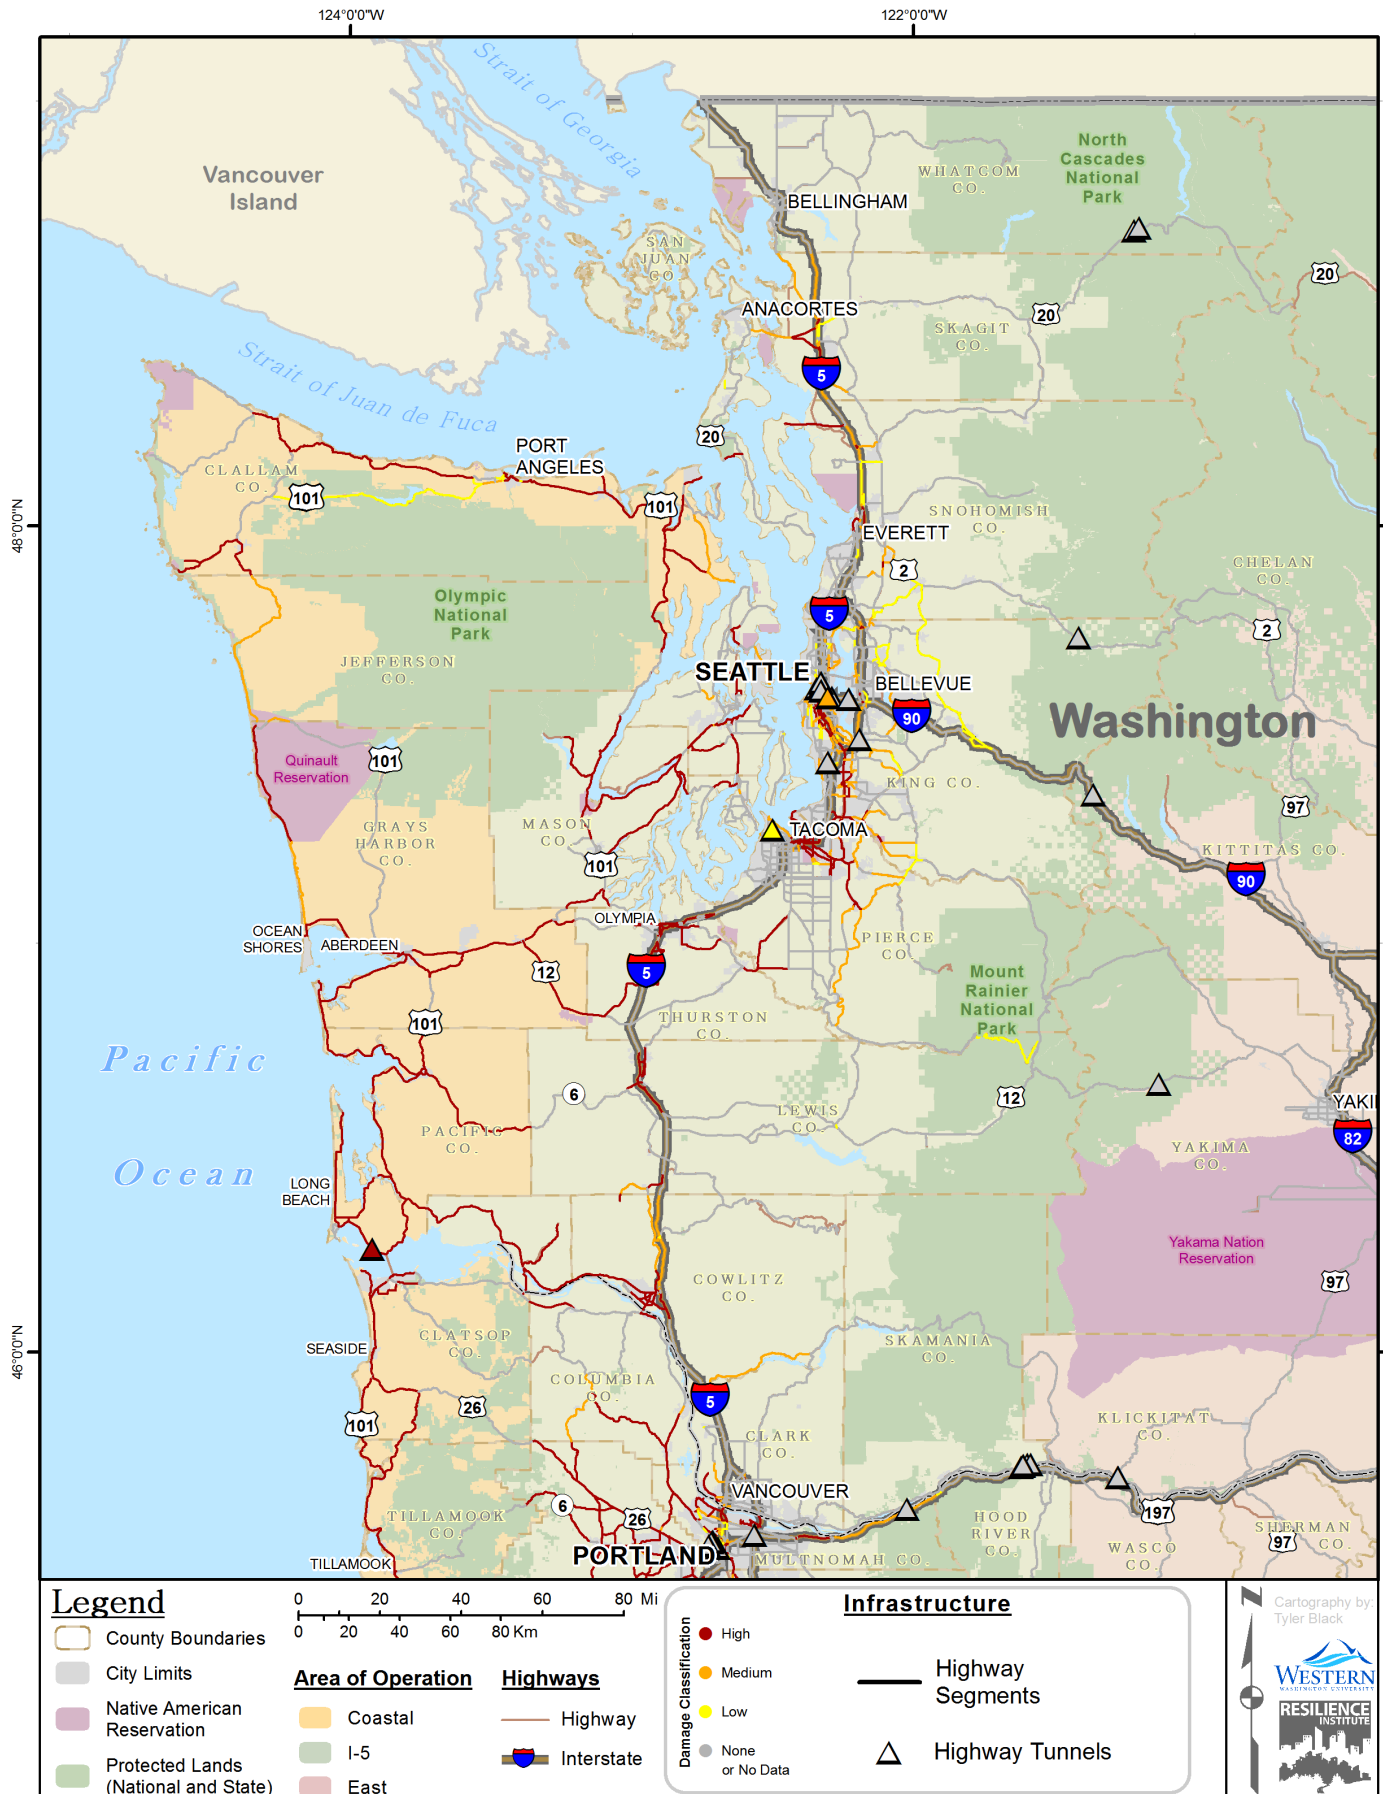 124°0'0"W
122°0'0"W
48°0'0"N
46°0'0"N
Strait of Georgia
Vancouver
Island
North
Cascades
National
Park
WHATCOM
CO.
BELLINGHAM
SAN
JUAN
CO.
20
20
ANACORTES
SKAGIT
CO.
5
Strait of Juan de Fuca
20
PORT
ANGELES
CLALLAM
CO.
101
101
SNOHOMISH
CO.
EVERETT
2
CHELAN
CO.
Olympic
National
Park
5
2
JEFFERSON
CO.
SEATTLE
BELLEVUE
90
Washington
Quinault
Reservation
101
KING CO.
97
GRAYS
HARBOR
CO.
MASON
CO.
TACOMA
101
KITTITAS CO.
90
OLYMPIA
OCEAN
SHORES
ABERDEEN
PIERCE
CO.
12
5
Mount
Rainier
National
Park
101
THURSTON
CO.
Pacific
Ocean
6
12
YAKI
LEWIS
CO.
82
PACIFIC
CO.
YAKIMA
CO.
LONG
BEACH
Yakama Nation
Reservation
97
COWLITZ
CO.
SEASIDE
CLATSOP
CO.
SKAMANIA
CO.
COLUMBIA
CO.
5
26
101
KLICKITAT
CO.
CLARK
CO.
VANCOUVER
6
26
197
TILLAMOOK
CO.
HOOD
RIVER
CO.
SHERMAN
CO.
97
WASCO
CO.
TILLAMOOK
PORTLAND
MULTNOMAH CO.
Legend
County Boundaries
City Limits
Native American
Reservation
Protected Lands
(National and State)
0 20 40 60 80 Mi
0 20 40 60 80 Km
Area of Operation
Coastal
I-5
East
Highways
Highway
Interstate
Infrastructure
Damage Classification
High
Medium
Low
None
or No Data
Highway
Segments
Highway Tunnels
N
Cartography by:
Tyler Black
WESTERN
WASHINGTON UNIVERSITY
RESILIENCE
INSTITUTE